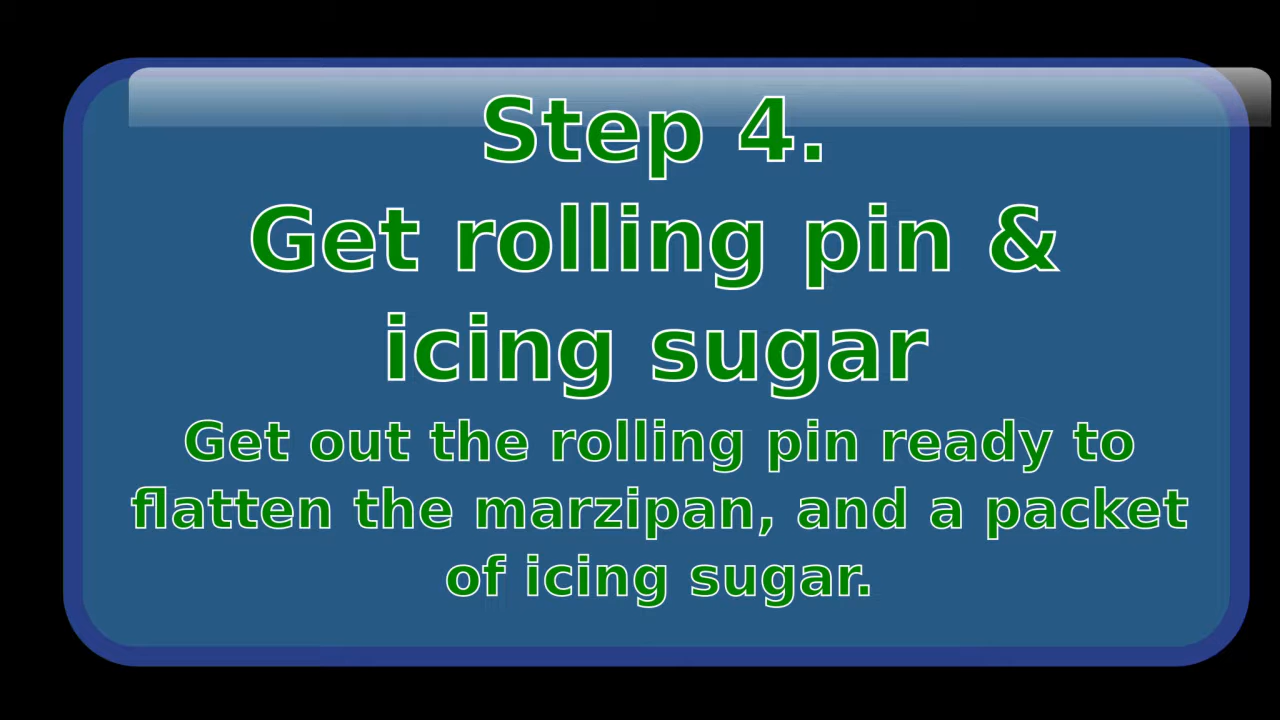 Step 4.
Get rolling pin &
icing sugar
Get out the rolling pin ready to
flatten the marzipan, and a packet
of icing sugar.